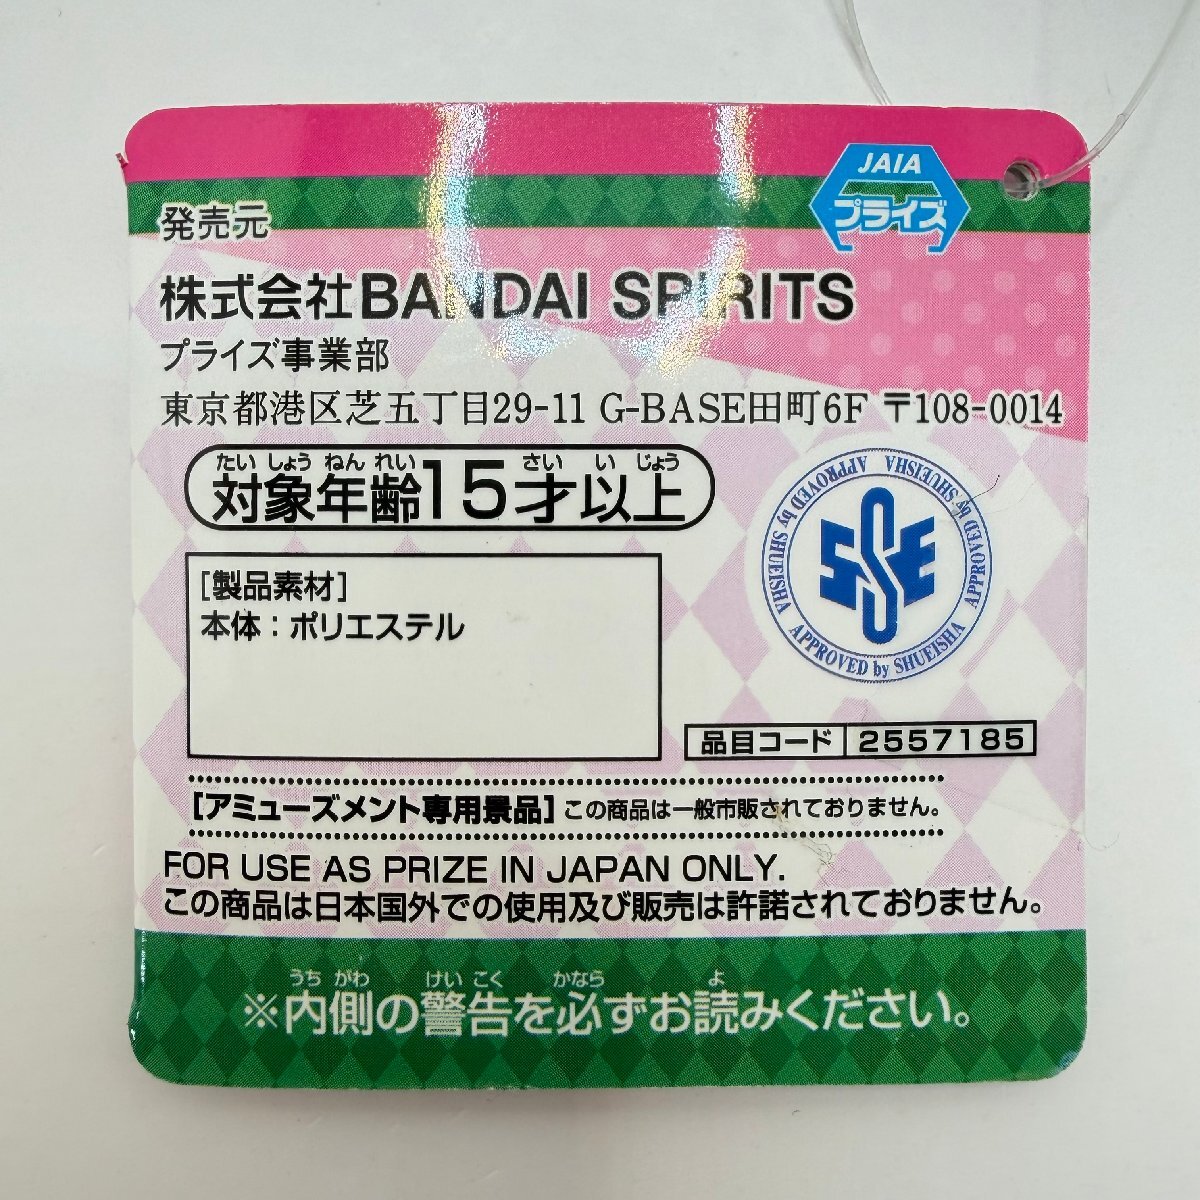 JAIA
プライズ
発売元
株式会社BANDAI SPIRITS
プライズ事業部
東京都港区芝五丁目29-11 G-BASE田町6F 〒108-0014
たいしょうねんれい さい いじょう
対象年齢15才以上
APPROVED by SHUEISHA APPROVED by SHUEISHA APPROVED by SHUEISHA
SSE
[製品素材]
本体：ポリエステル
品目コード 2557185
[アミューズメント専用景品] この商品は一般市販されておりません。
FOR USE AS PRIZE IN JAPAN ONLY.
この商品は日本国外での使用及び販売は許諾されておりません。
うちがわ けいこく かなら よ
※内側の警告を必ずお読みください。